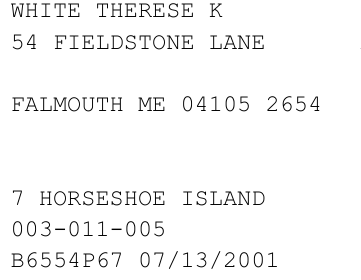 WHITE THERESE K
54 FIELDSTONE LANE
FALMOUTH ME 04105 2654
7 HORSESHOE ISLAND
003-011-005
B6554P67 07/13/2001